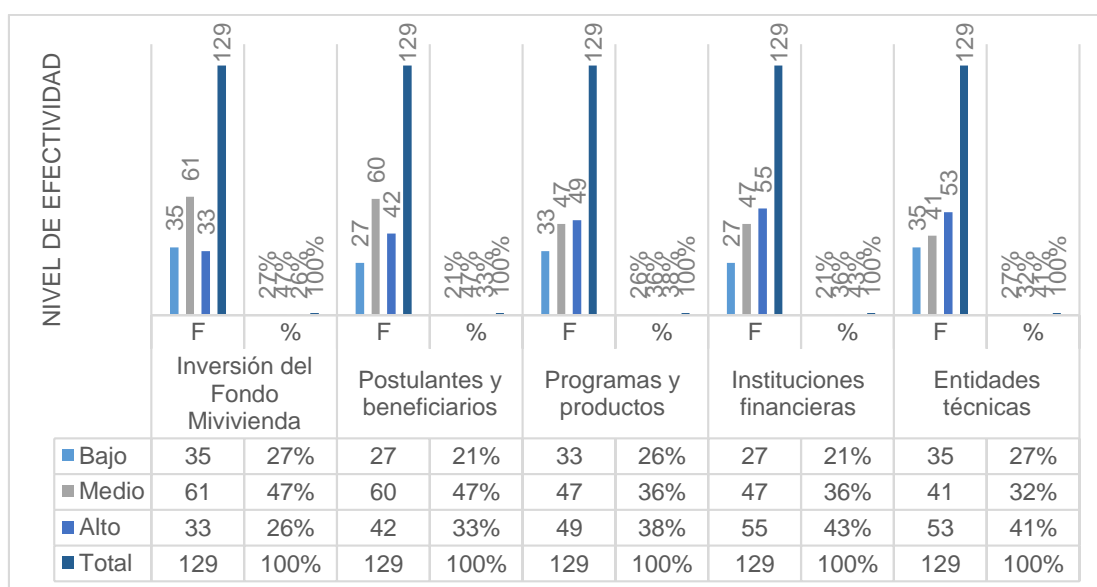 NIVEL DE EFECTIVIDAD
35 61 33 129 27% 47% 26% 100% 27 60 42 129 21% 47% 33% 100% 33 47 49 129 26% 36% 38% 100% 27 47 55 129 21% 36% 43% 100% 35 41 53 129 27% 32% 41% 100%
F % F % F % F % F %
Inversión del
Fondo
Mivivienda
Postulantes y
beneficiarios
Programas y
productos
Instituciones
financieras
Entidades
técnicas
Bajo 35 27% 27 21% 33 26% 27 21% 35 27%
Medio 61 47% 60 47% 47 36% 47 36% 41 32%
Alto 33 26% 42 33% 49 38% 55 43% 53 41%
Total 129 100% 129 100% 129 100% 129 100% 129 100%